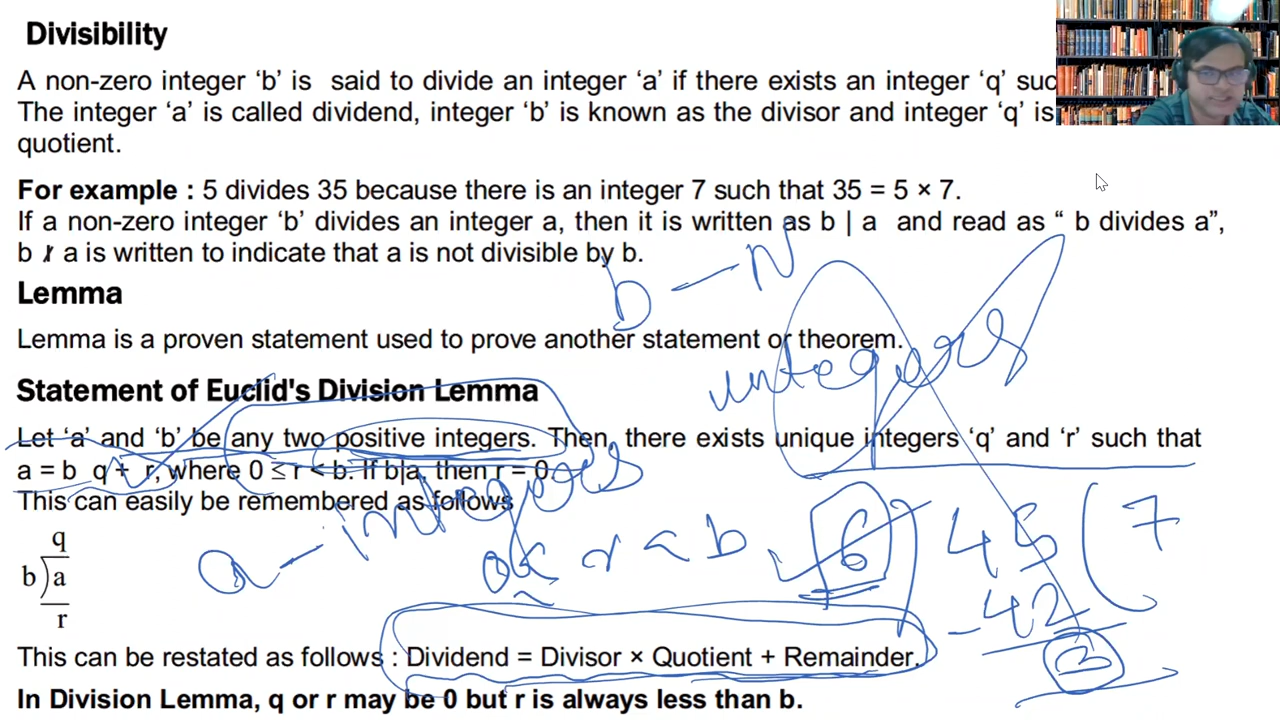 Divisibility
A non-zero integer ‘b’ is said to divide an integer ‘a’ if there exists an integer ‘q’ suc
The integer ‘a’ is called dividend, integer ‘b’ is known as the divisor and integer ‘q’ is
quotient.
For example : 5 divides 35 because there is an integer 7 such that 35 = 5 × 7.
If a non-zero integer ‘b’ divides an integer a, then it is written as b | a and read as “ b divides a”,
b ∤ a is written to indicate that a is not divisible by b.
b — N
Lemma
Lemma is a proven statement used to prove another statement or theorem.
integers
Statement of Euclid's Division Lemma
Let ‘a’ and ‘b’ be any two positive integers. Then, there exists unique integers ‘q’ and ‘r’ such that
a = b q + r, where 0 ≤ r < b. If b|a, then r = 0.
This can easily be remembered as follows
a – integers
0 ≤ r < b
6 ) 45 ( 7
- 42
3
q
b ) a
r
This can be restated as follows : Dividend = Divisor × Quotient + Remainder.
In Division Lemma, q or r may be 0 but r is always less than b.